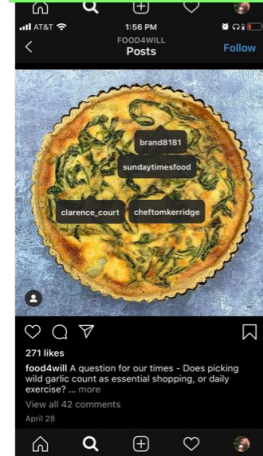 AT&T 1:56 PM
FOOD4WILL
Posts
Follow
brand8181
sundaytimesfood
clarence_court cheftomkerridge
271 likes
food4will A question for our times - Does picking
wild garlic count as essential shopping, or daily
exercise? ... more
View all 42 comments
April 28